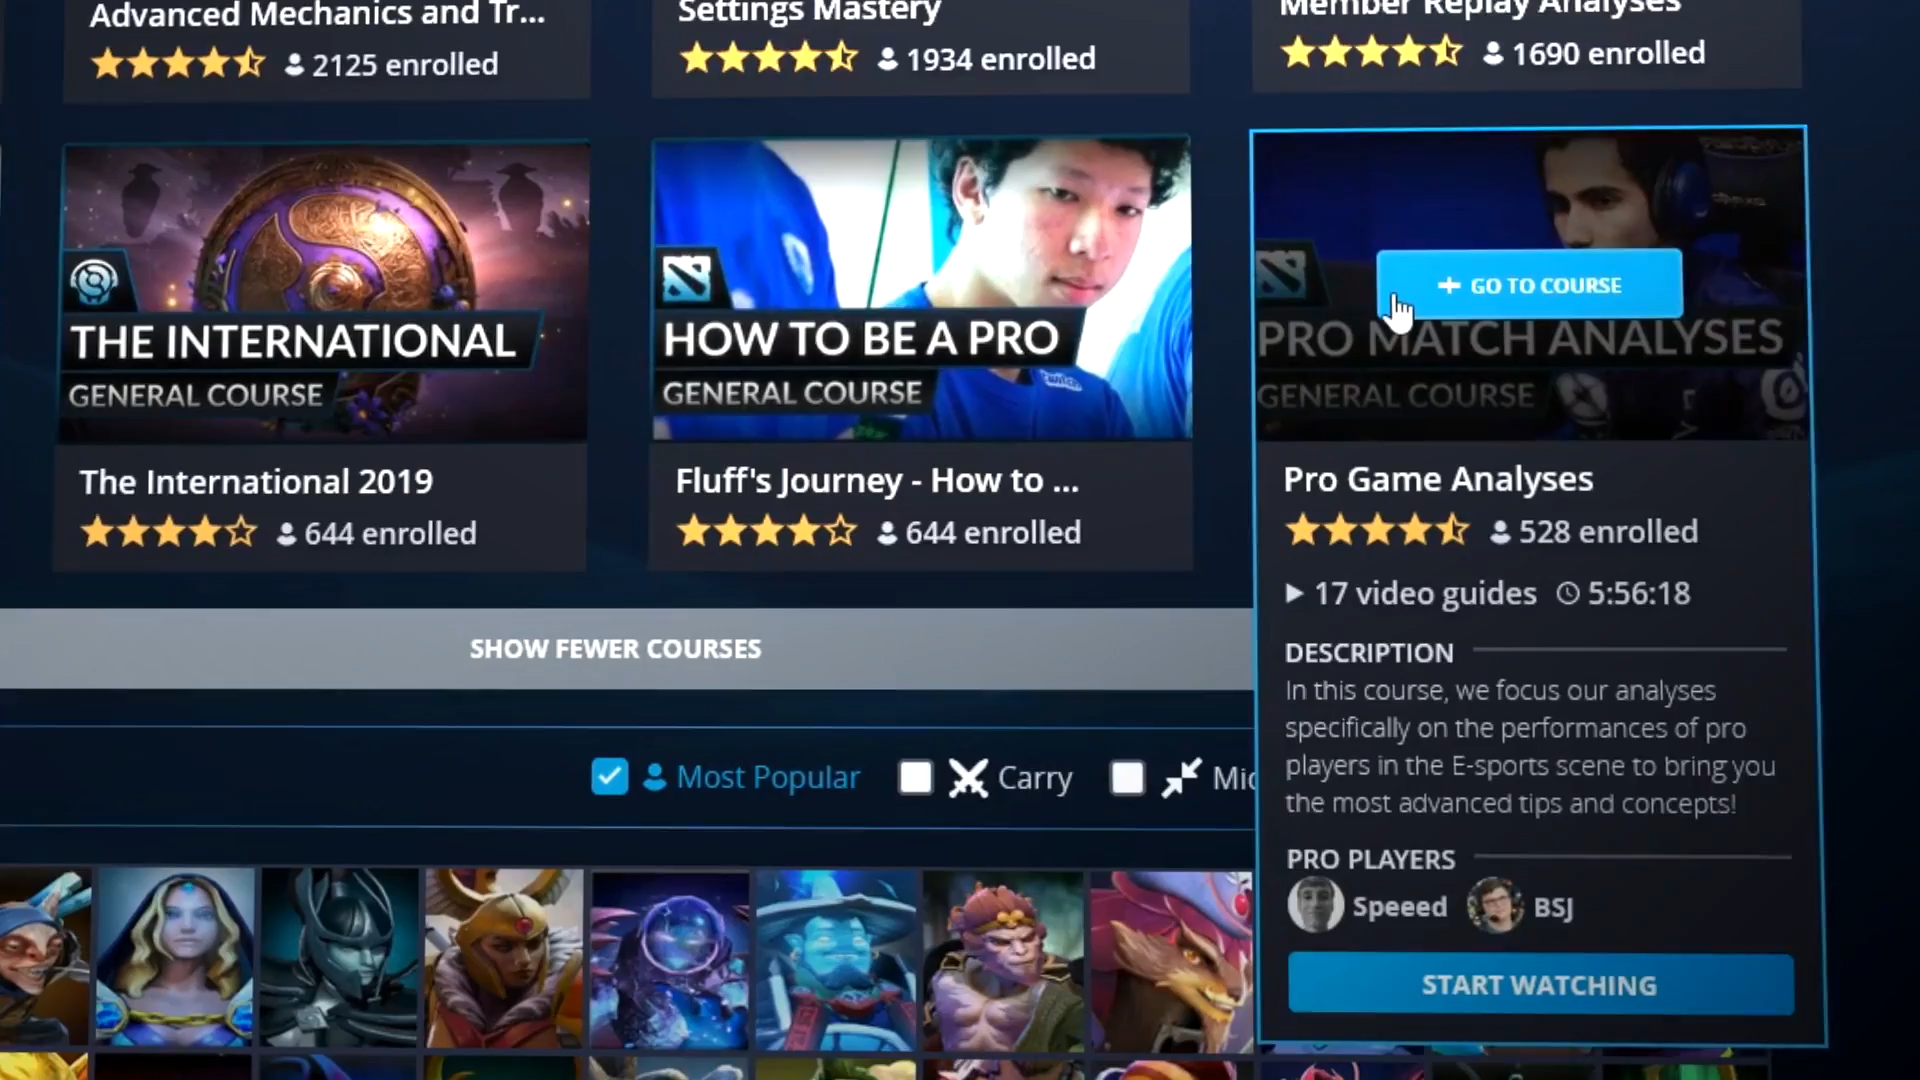 Advanced Mechanics and Tr...
2125 enrolled
Settings Mastery
1934 enrolled
Member Replay Analyses
1690 enrolled
THE INTERNATIONAL
GENERAL COURSE
The International 2019
644 enrolled
HOW TO BE A PRO
GENERAL COURSE
twitch
Fluff's Journey - How to ...
644 enrolled
+ GO TO COURSE
PRO MATCH ANALYSES
GENERAL COURSE
Pro Game Analyses
528 enrolled
17 video guides 5:56:18
DESCRIPTION
In this course, we focus our analyses
specifically on the performances of pro
players in the E-sports scene to bring you
the most advanced tips and concepts!
PRO PLAYERS
Speeed BSJ
START WATCHING
SHOW FEWER COURSES
Most Popular Carry Mid